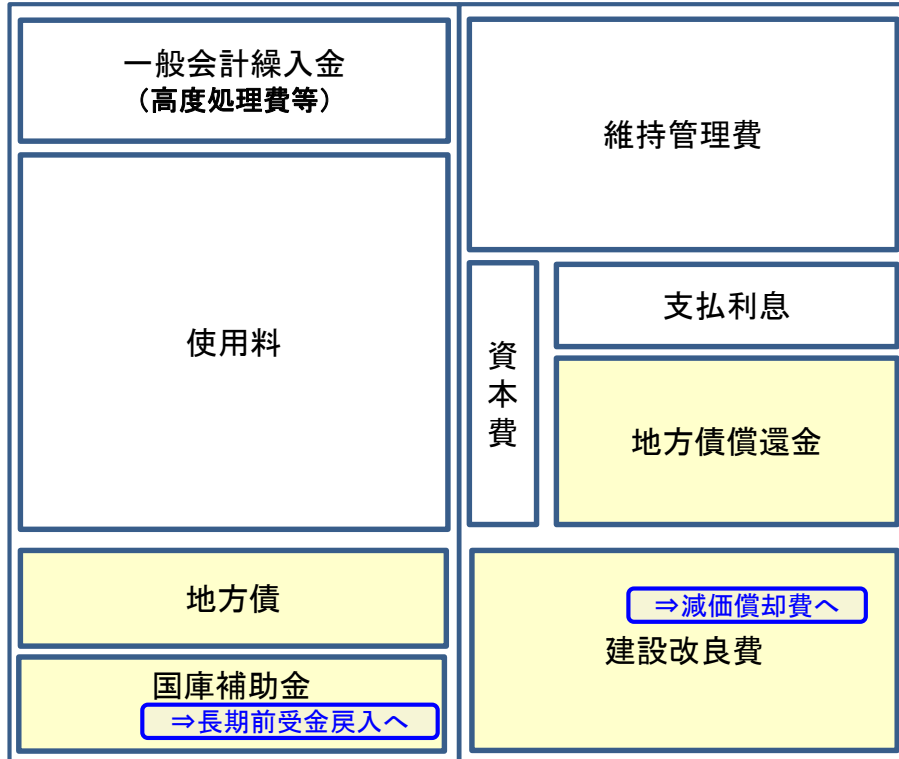 一般会計繰入金
（高度処理費等）
使用料
地方債
国庫補助金
⇒長期前受金戻入へ
維持管理費
資本費
支払利息
地方債償還金
⇒減価償却費へ
建設改良費